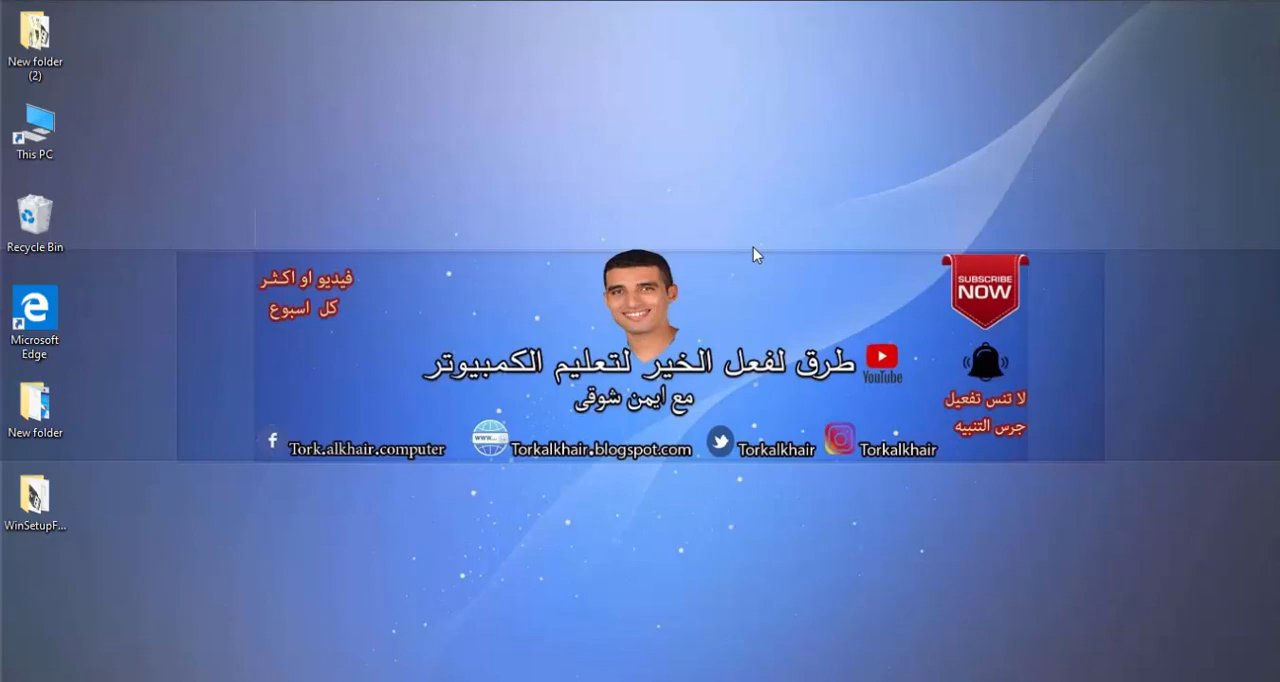 New folder
(2)
This PC
Recycle Bin
Microsoft
Edge
New folder
WinSetupF...
فيديو او اكثر
كل اسبوع
SUBSCRIBE
NOW
طرق لفعل الخير لتعليم الكمبيوتر
YouTube
مع ايمن شوقى
لا تنس تفعيل
جرس التنبيه
Tork.alkhair.computer
www...
Torkalkhair.blogspot.com
Torkalkhair
Torkalkhair